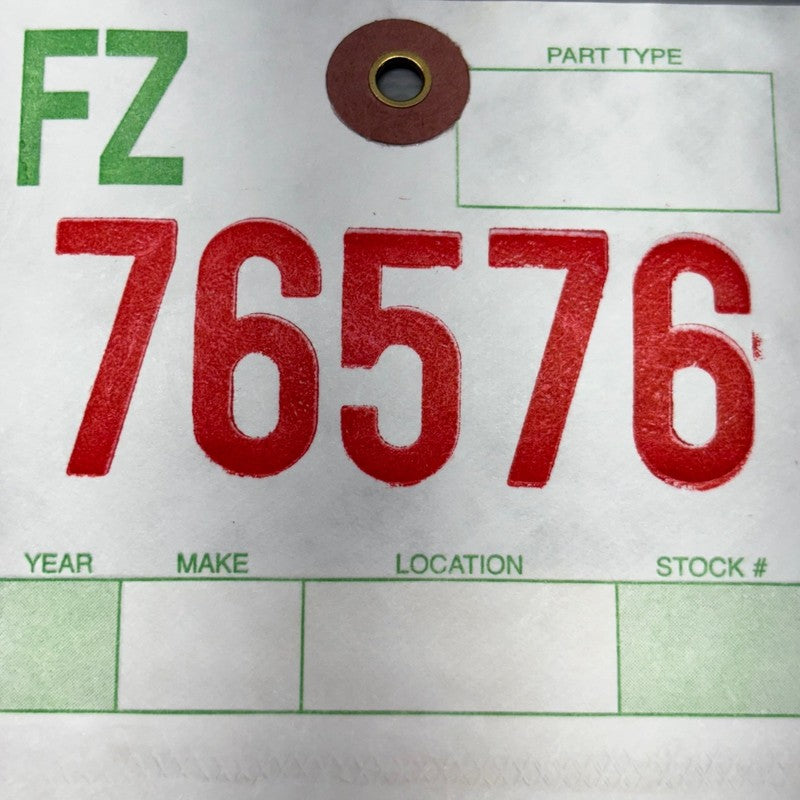 FZ
PART TYPE
76576
YEAR MAKE LOCATION STOCK #